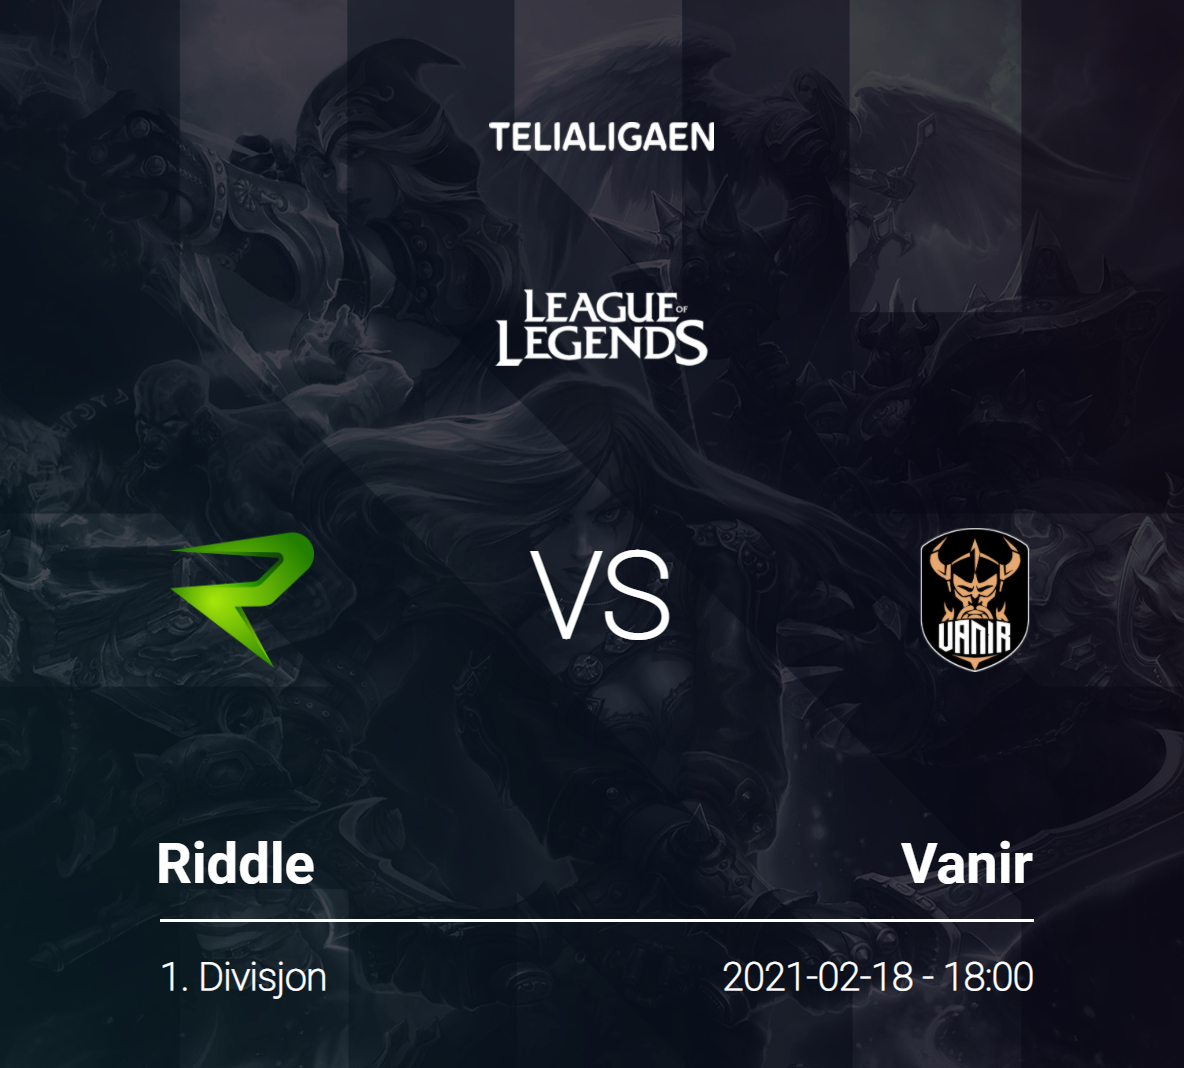 TELIALIGAEN
LEAGUE OF
LEGENDS
VS
VANIR
Riddle
Vanir
1. Divisjon
2021-02-18 - 18:00